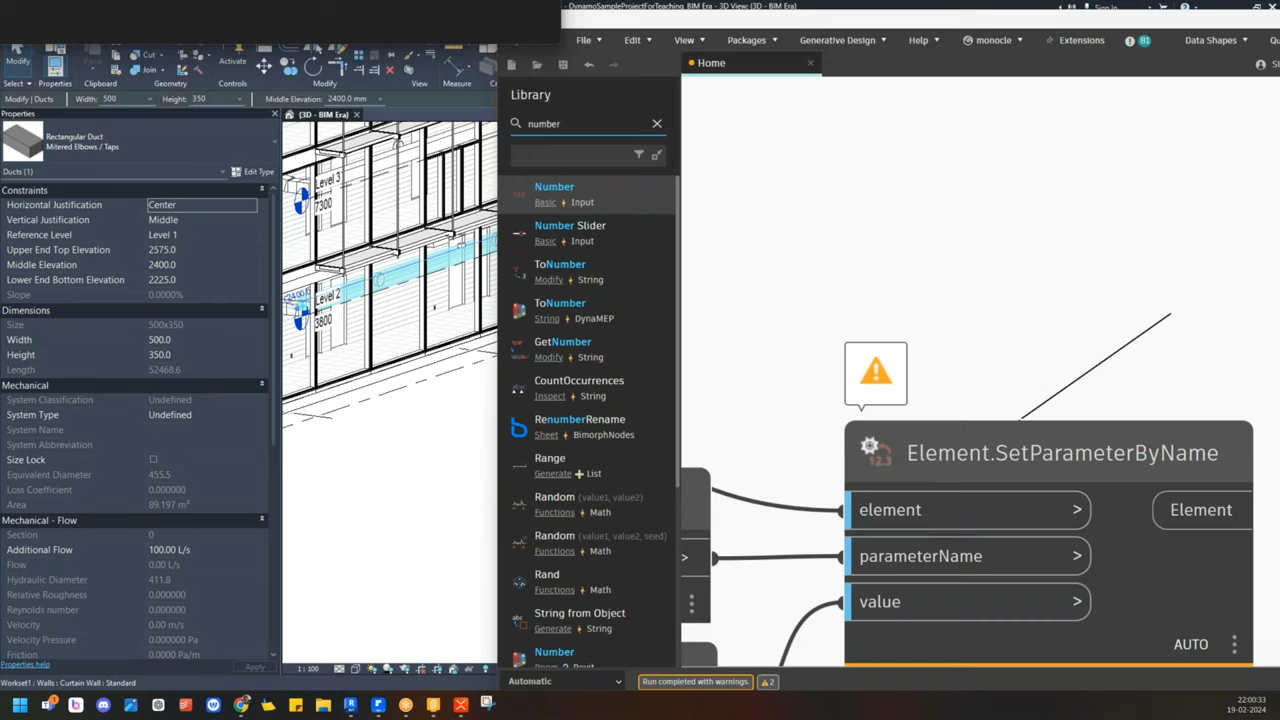 DynamoSampleProjectForTeaching_BIM Era - 3D View: {3D - BIM Era}
Sign In
File Edit View Packages Generative Design Help monocle Extensions 81 Data Shapes
Modify
Cut
Join
Activate
Select Properties Clipboard Geometry Controls Modify View Measure
Modify | Ducts Width: 500 Height: 350 Middle Elevation: 2400.0 mm
Home
Library
number
Properties
{3D - BIM Era}
Rectangular Duct
Mitered Elbows / Taps
Ducts (1) Edit Type
Constraints
Horizontal Justification Center
Vertical Justification Middle
Reference Level Level 1
Upper End Top Elevation 2575.0
Middle Elevation 2400.0
Lower End Bottom Elevation 2225.0
Slope 0.0000%
Dimensions
Size 500x350
Width 500.0
Height 350.0
Length 52468.6
Mechanical
System Classification Undefined
System Type Undefined
System Name
System Abbreviation
Size Lock
Equivalent Diameter 455.5
Loss Coefficient 0.000000
Area 89.197 m²
Mechanical - Flow
Section 0
Additional Flow 100.00 L/s
Flow 0.00 L/s
Hydraulic Diameter 411.8
Relative Roughness 0.000000
Reynolds number 0.000000
Velocity 0.00 m/s
Velocity Pressure 0.0000 Pa
Friction 0.0000 Pa/m
Properties help Apply
Level 3
7300
Level 2
3800
1 : 100
Workset1 : Walls : Curtain Wall : Standard
Number
Basic Input
Number Slider
Basic Input
ToNumber
Modify String
ToNumber
String DynaMEP
GetNumber
Modify String
CountOccurrences
Inspect String
RenumberRename
Sheet BimorphNodes
Range
Generate List
Random (value1, value2)
Functions Math
Random (value1, value2, seed)
Functions Math
Rand
Functions Math
String from Object
Generate String
Number
Element.SetParameterByName
element >
Element
parameterName >
value >
AUTO
Automatic
Run completed with warnings.
2
22:00:33
19-02-2024